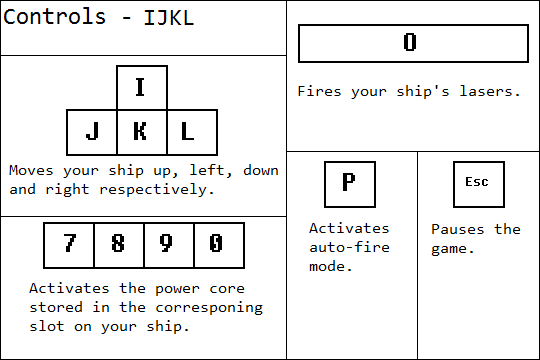 Controls - IJKL
I
J K L
Moves your ship up, left, down
and right respectively.
7 8 9 0
Activates the power core
stored in the corresponing
slot on your ship.
O
Fires your ship's lasers.
P
Activates
auto-fire
mode.
Esc
Pauses the
game.